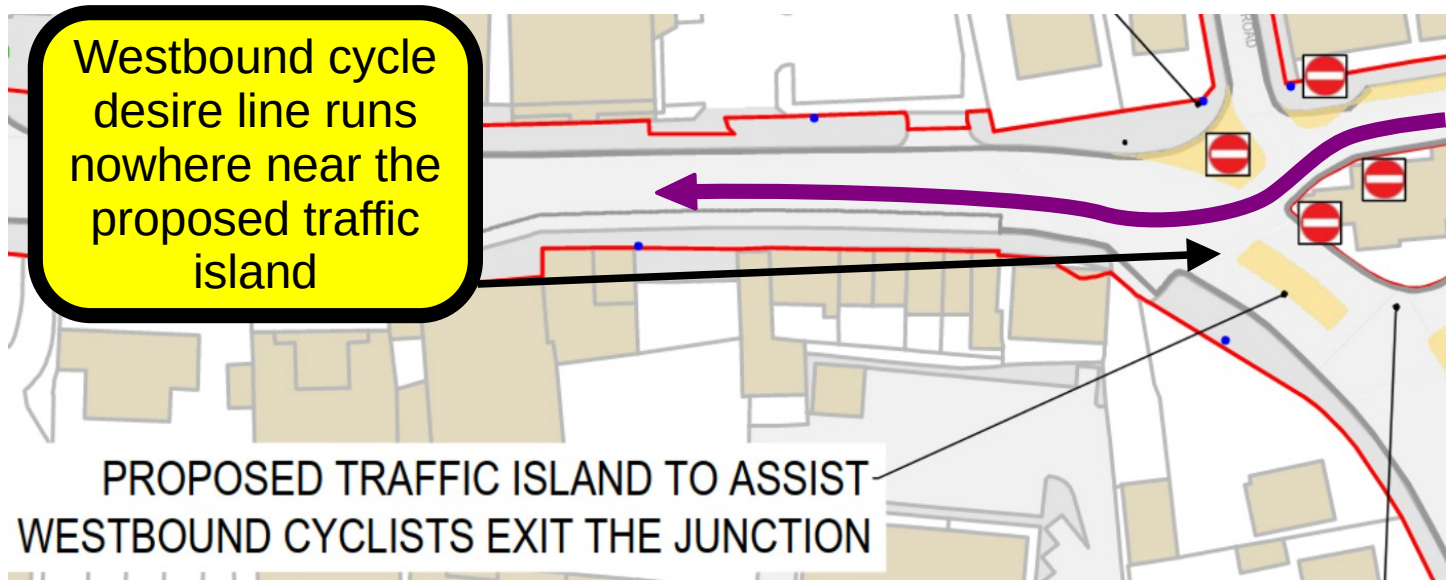 Westbound cycle
desire line runs
nowhere near the
proposed traffic
island
ROAD
PROPOSED TRAFFIC ISLAND TO ASSIST
WESTBOUND CYCLISTS EXIT THE JUNCTION